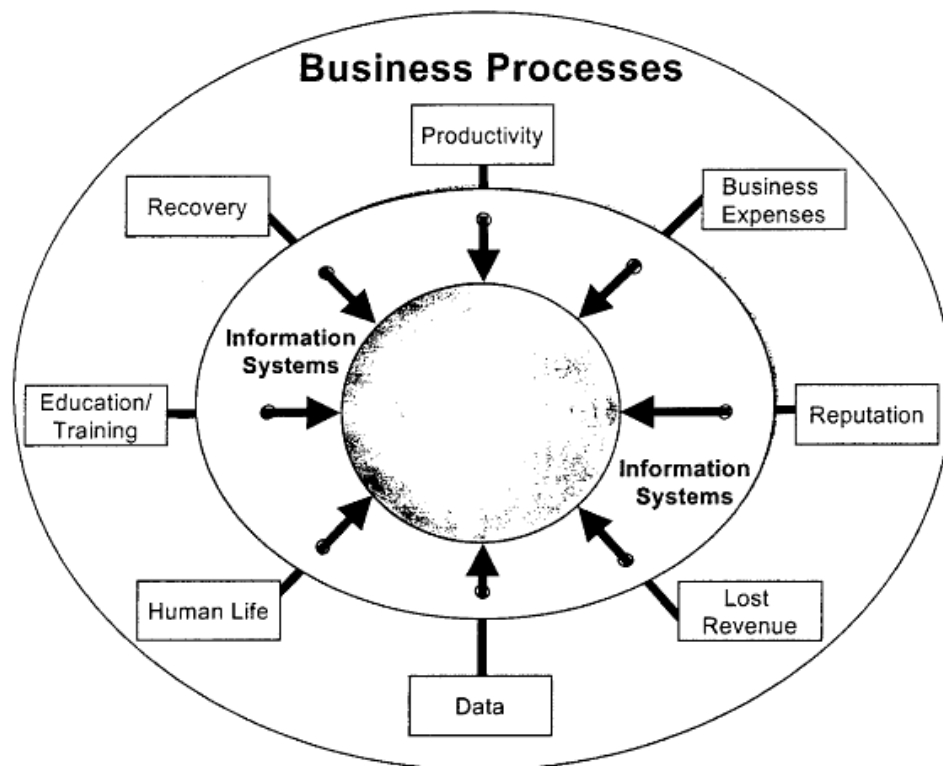 Business Processes
Productivity
Recovery
Business
Expenses
Information
Systems
Education/
Training
Reputation
Information
Systems
Human Life
Lost
Revenue
Data